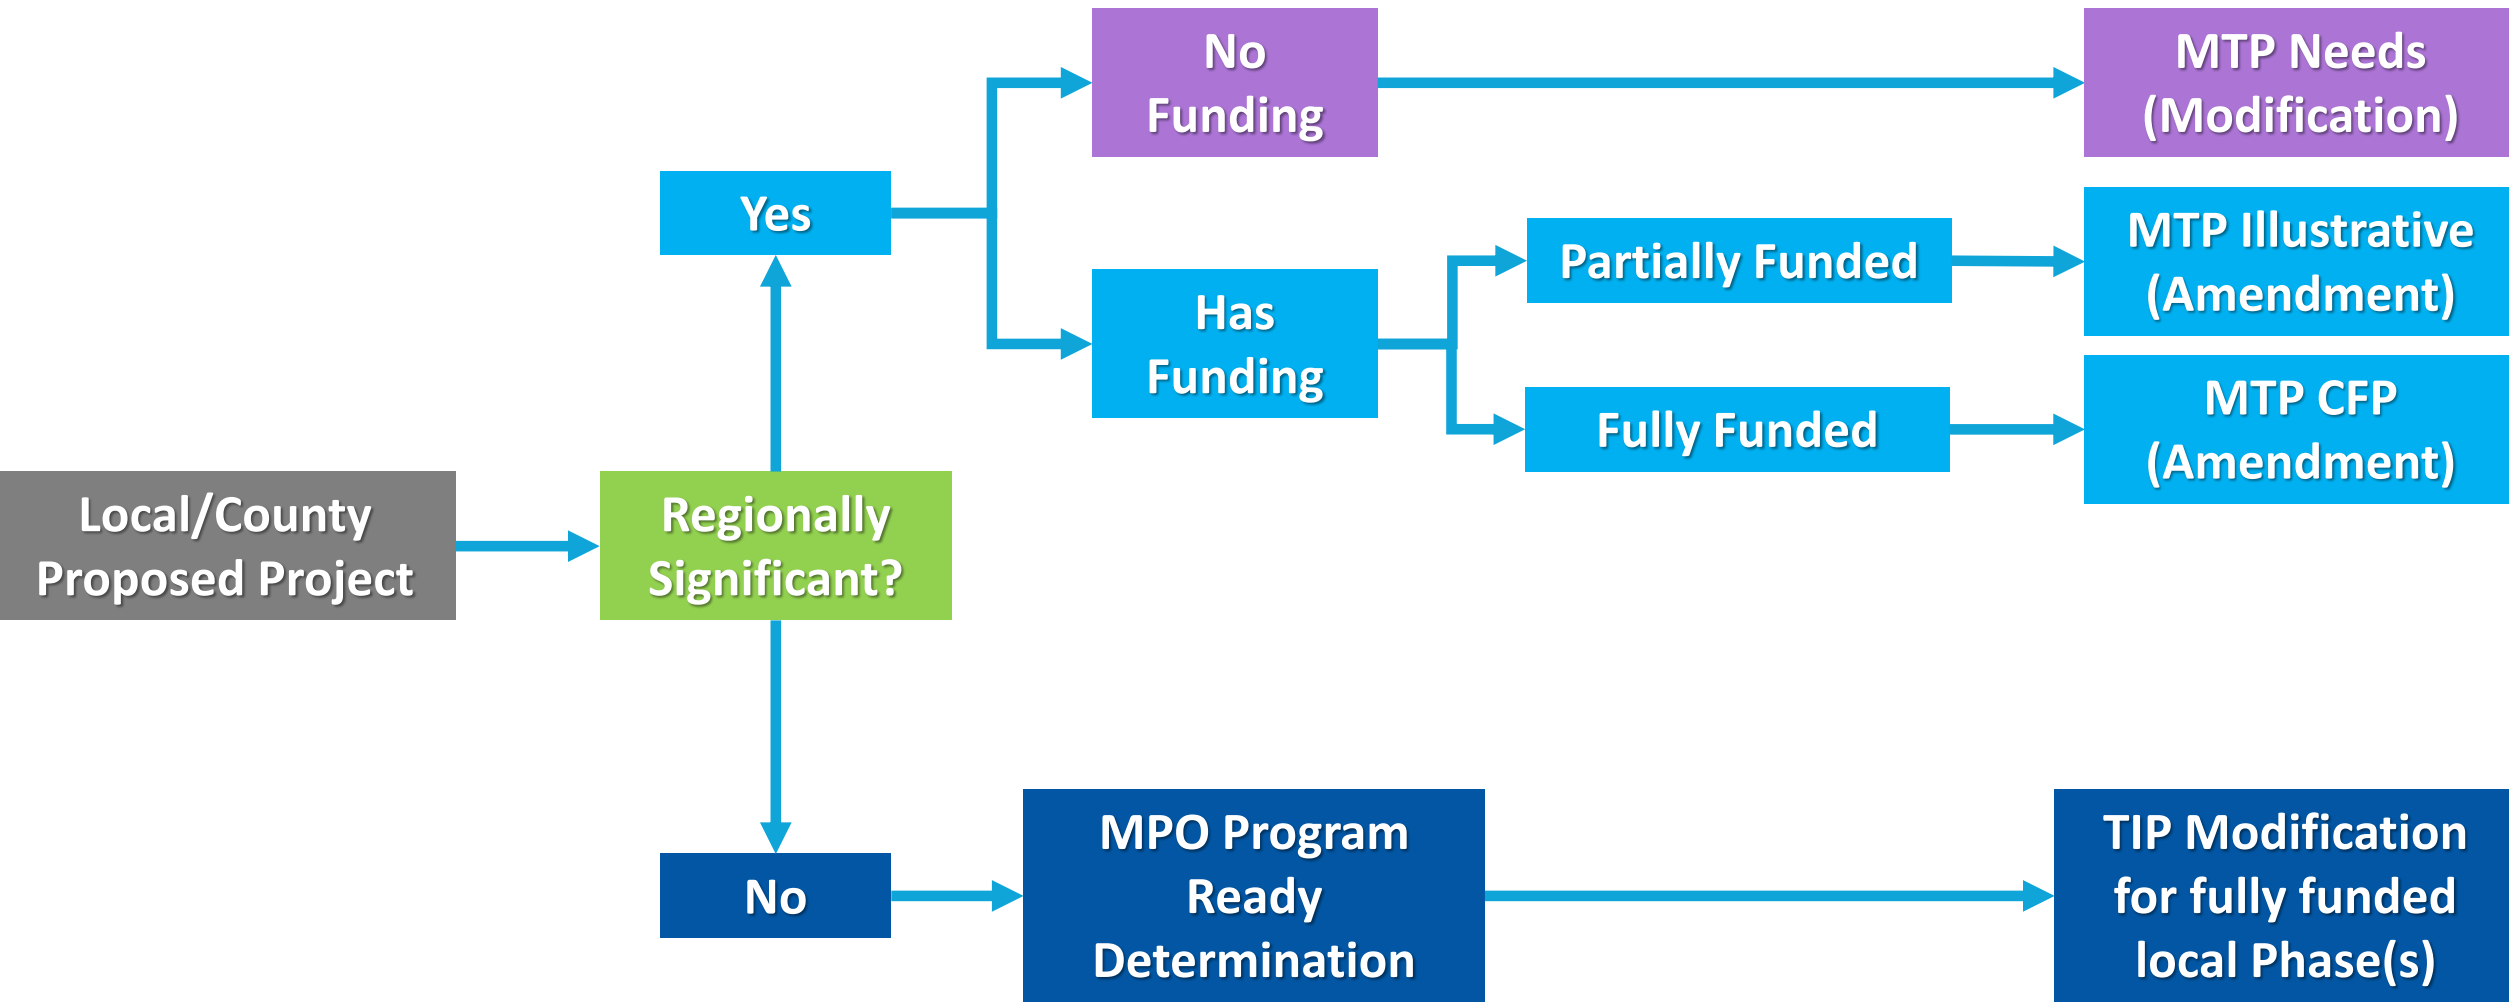 No
Funding
MTP Needs
(Modification)
Yes
Has
Funding
Partially Funded
MTP Illustrative
(Amendment)
Fully Funded
MTP CFP
(Amendment)
Local/County
Proposed Project
Regionally
Significant?
No
MPO Program
Ready
Determination
TIP Modification
for fully funded
local Phase(s)